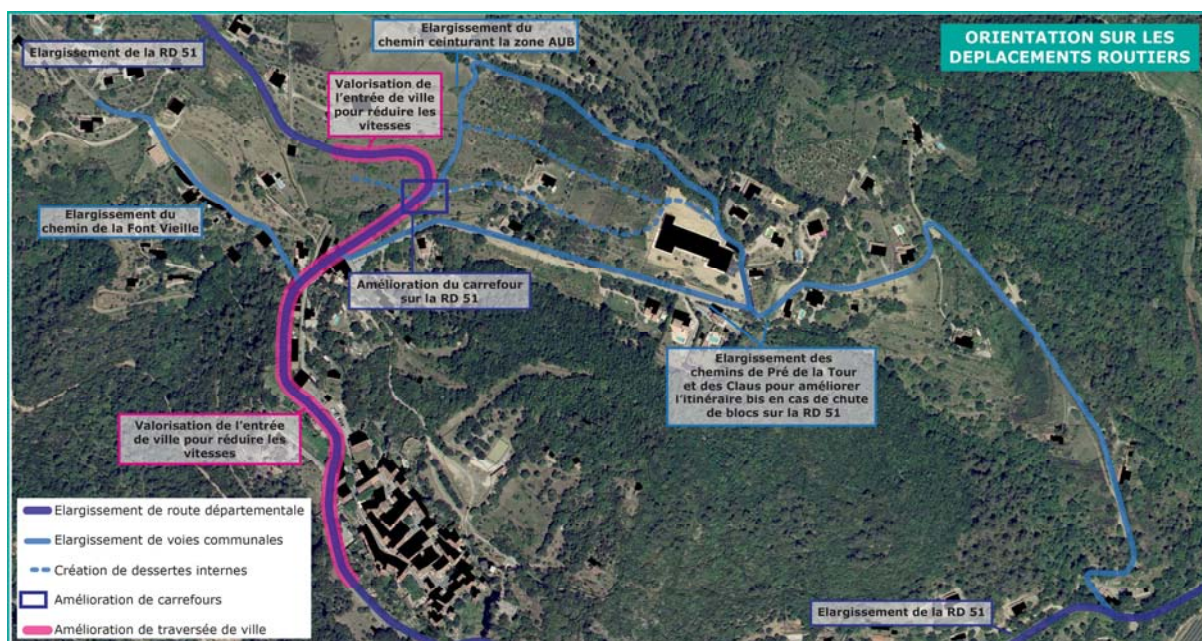 ORIENTATION SUR LES
DEPLACEMENTS ROUTIERS
Elargissement de la RD 51
Elargissement du
chemin ceinturant la zone AUB
Valorisation de
l'entrée de ville
pour réduire les
vitesses
Elargissement du
chemin de la Font Vieille
Amélioration du carrefour
sur la RD 51
Elargissement des
chemins de Pré de la Tour
et des Claus pour améliorer
l'itinéraire bis en cas de chute
de blocs sur la RD 51
Valorisation de l'entrée
de ville pour réduire les
vitesses
Elargissement de la RD 51
Elargissement de route départementale
Elargissement de voies communales
Création de dessertes internes
Amélioration de carrefours
Amélioration de traversée de ville